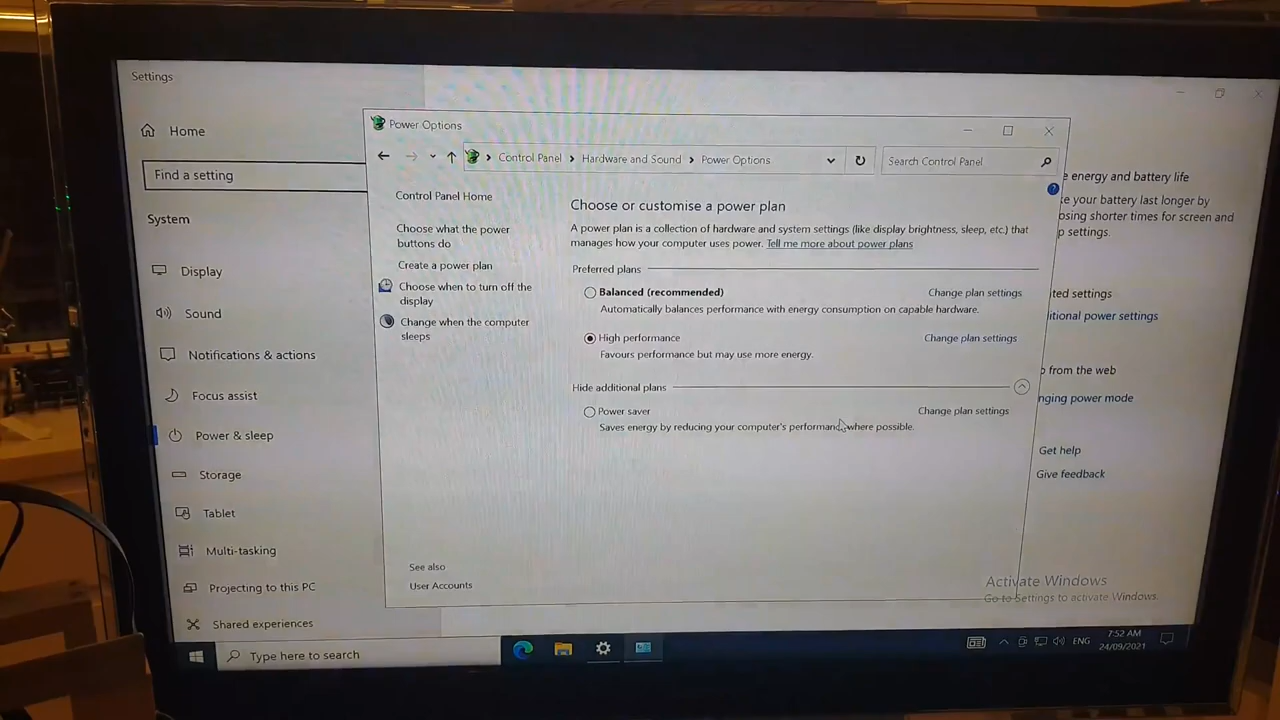 Settings
Home
Find a setting
System
Display
Sound
Notifications & actions
Focus assist
Power & sleep
Storage
Tablet
Multi-tasking
Projecting to this PC
Shared experiences
Power Options
Control Panel > Hardware and Sound > Power Options
Search Control Panel
Control Panel Home
Choose what the power
buttons do
Create a power plan
Choose when to turn off the
display
Change when the computer
sleeps
See also
User Accounts
Choose or customise a power plan
A power plan is a collection of hardware and system settings (like display brightness, sleep, etc.) that
manages how your computer uses power. Tell me more about power plans
Preferred plans
Balanced (recommended) Change plan settings
Automatically balances performance with energy consumption on capable hardware.
High performance Change plan settings
Favours performance but may use more energy.
Hide additional plans
Power saver Change plan settings
Saves energy by reducing your computer's performance where possible.
energy and battery life
your battery last longer by
shorter times for screen and
settings.
settings
power settings
from the web
power mode
Get help
Give feedback
Activate Windows
Go to Settings to activate Windows.
Type here to search
ENG
7:52 AM
24/09/2021